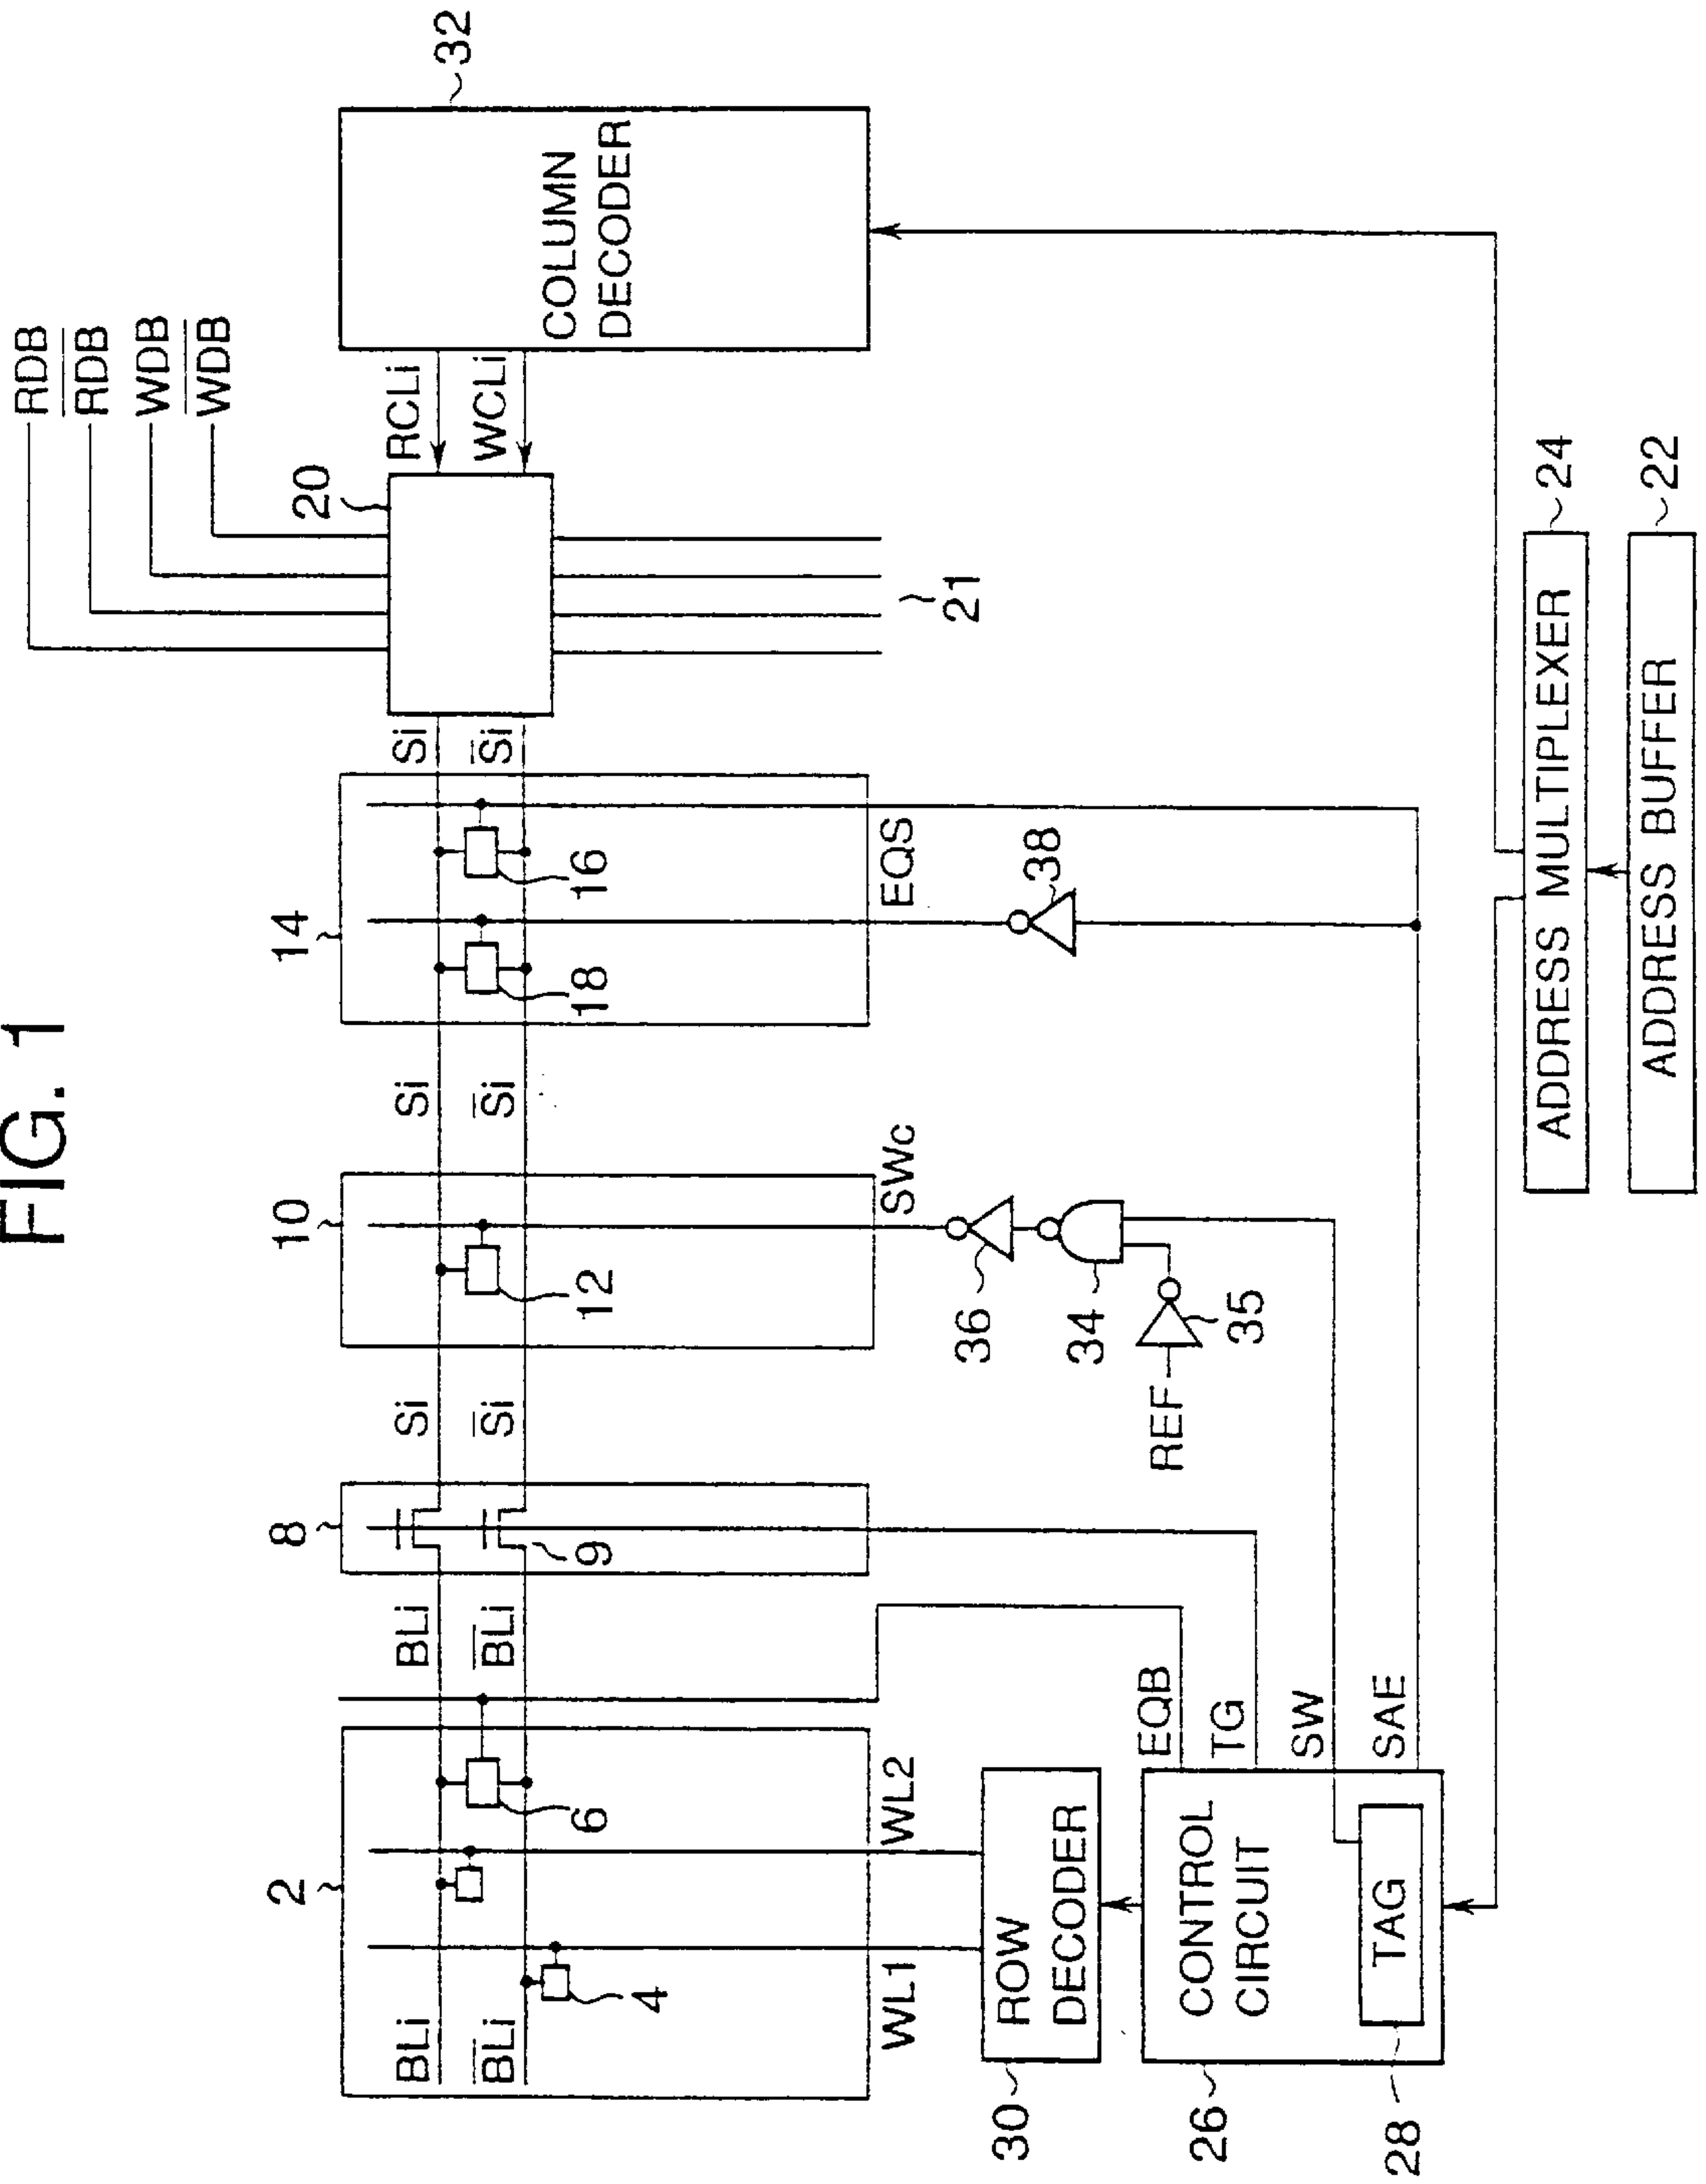 FIG. 1
RDB
RDB
WDB
WDB
2
8
10
14
20
32
BLi
BLi
BLi
BLi
Si
Si
Si
Si
Si
Si
RCLi
WCLi
COLUMN
DECODER
4
6
9
12
18
16
21
WL1
WL2
SWc
EQS
36
34
35
REF
38
30
ROW
DECODER
EQB
TG
SW
SAE
26
CONTROL
CIRCUIT
28
TAG
ADDRESS MULTIPLEXER
24
ADDRESS BUFFER
22